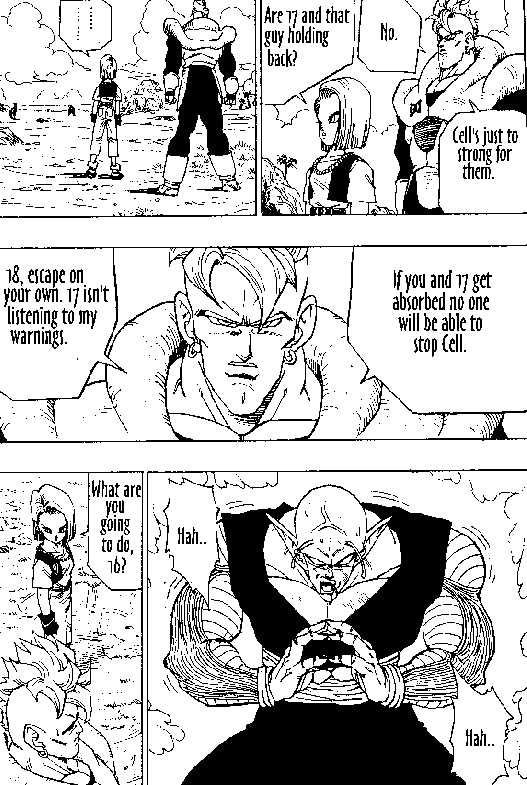 Are 17 and that
guy holding
back?
No.
Cell's just to
strong for
them.
If you and 17 get
absorbed no one
will be able to
stop Cell.
18, escape on
your own. 17 isn't
listening to my
warnings.
What are
you
going
to do,
16?
Hah..
Hah..